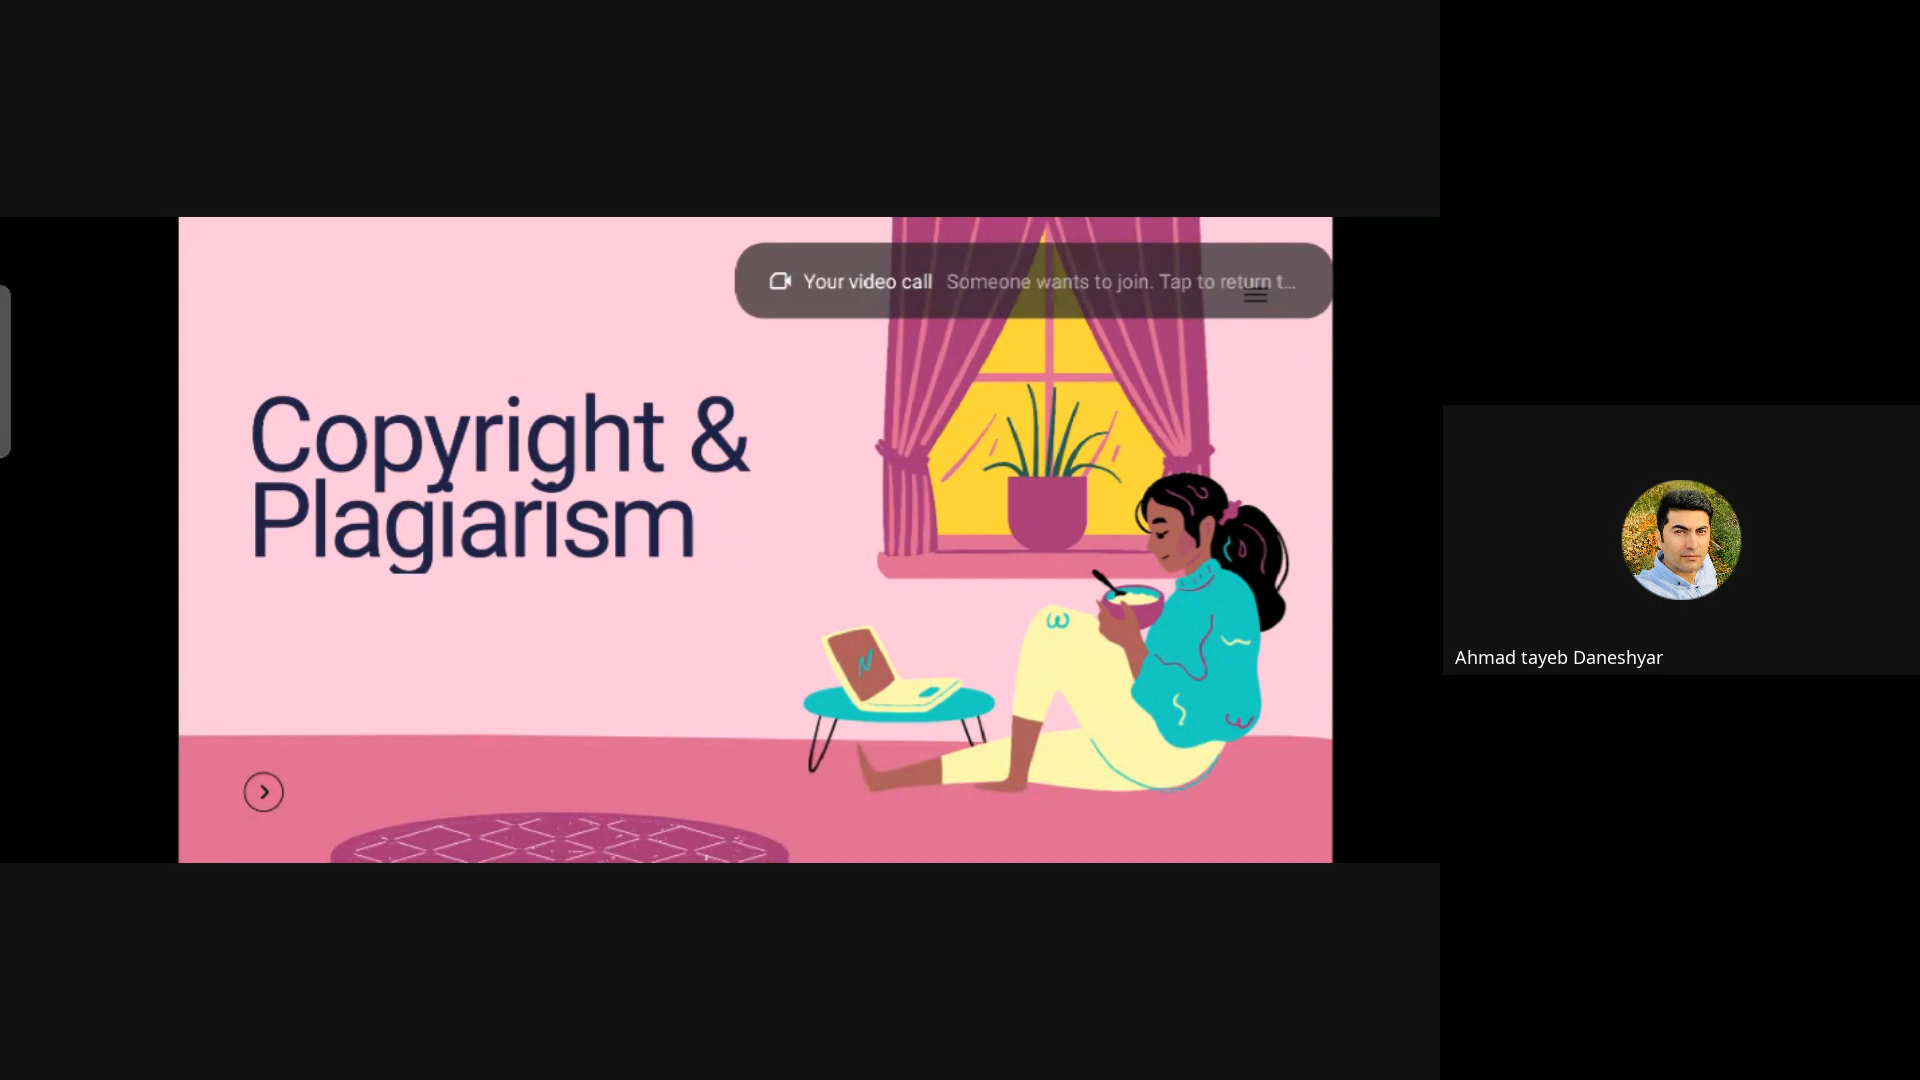 Your video call Someone wants to join. Tap to return t...
Copyright &
Plagiarism
Ahmad tayeb Daneshyar